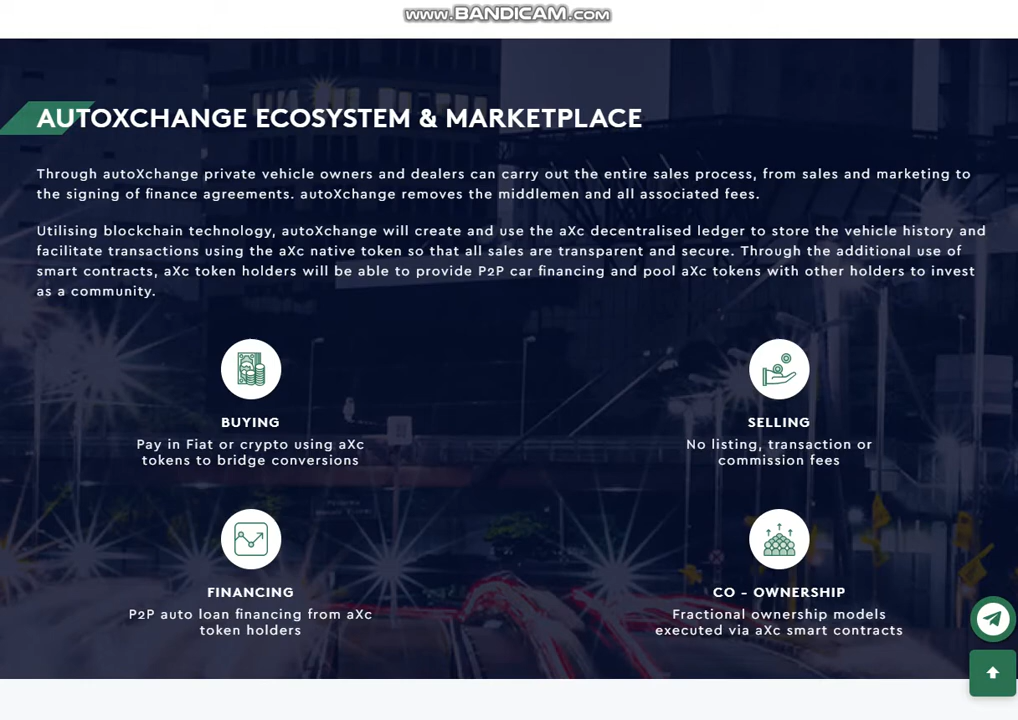 www.BANDICAM.com
AUTOXCHANGE ECOSYSTEM & MARKETPLACE
Through autoXchange private vehicle owners and dealers can carry out the entire sales process, from sales and marketing to
the signing of finance agreements. autoXchange removes the middlemen and all associated fees.
Utilising blockchain technology, autoXchange will create and use the aXc decentralised ledger to store the vehicle history and
facilitate transactions using the aXc native token so that all sales are transparent and secure. Through the additional use of
smart contracts, aXc token holders will be able to provide P2P car financing and pool aXc tokens with other holders to invest
as a community.
BUYING
Pay in Fiat or crypto using aXc
tokens to bridge conversions
SELLING
No listing, transaction or
commission fees
FINANCING
P2P auto loan financing from aXc
token holders
CO - OWNERSHIP
Fractional ownership models
executed via aXc smart contracts